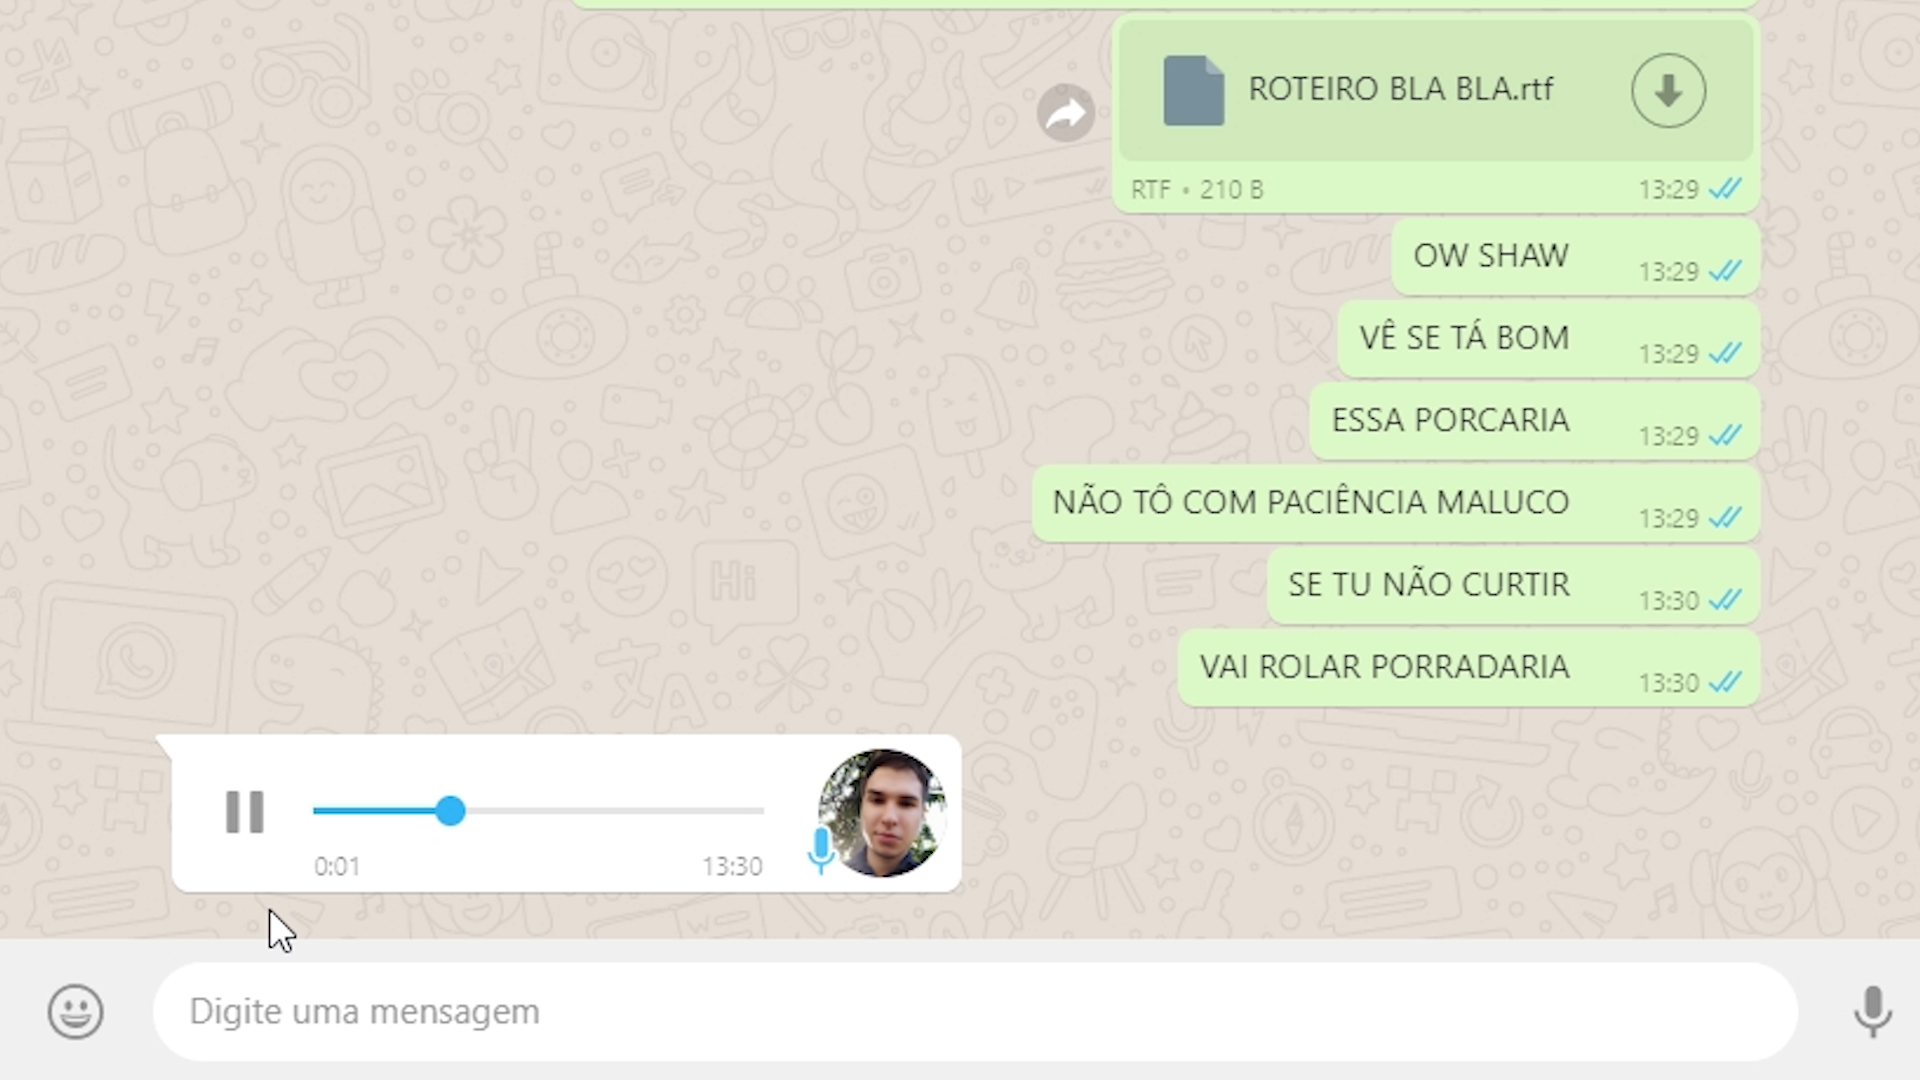 ROTEIRO BLA BLA.rtf
RTF • 210 B 13:29
OW SHAW 13:29
VÊ SE TÁ BOM 13:29
ESSA PORCARIA 13:29
NÃO TÔ COM PACIÊNCIA MALUCO 13:29
SE TU NÃO CURTIR 13:30
VAI ROLAR PORRADARIA 13:30
0:01 13:30
Digite uma mensagem